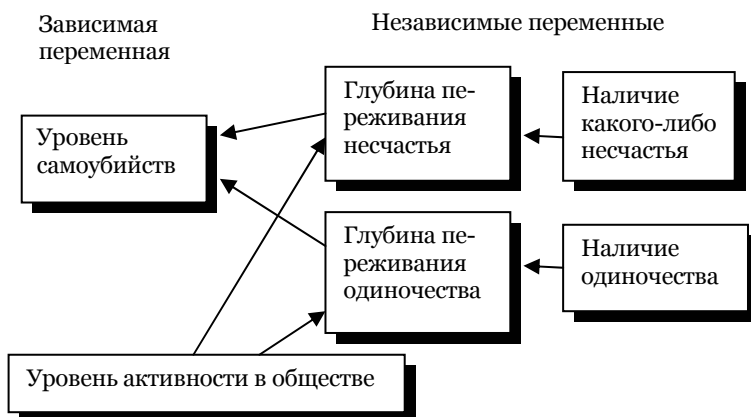 Зависимая
переменная
Независимые переменные
Уровень
самоубийств
Глубина пе-
реживания
несчастья
Наличие
какого-либо
несчастья
Глубина пе-
реживания
одиночества
Наличие
одиночества
Уровень активности в обществе